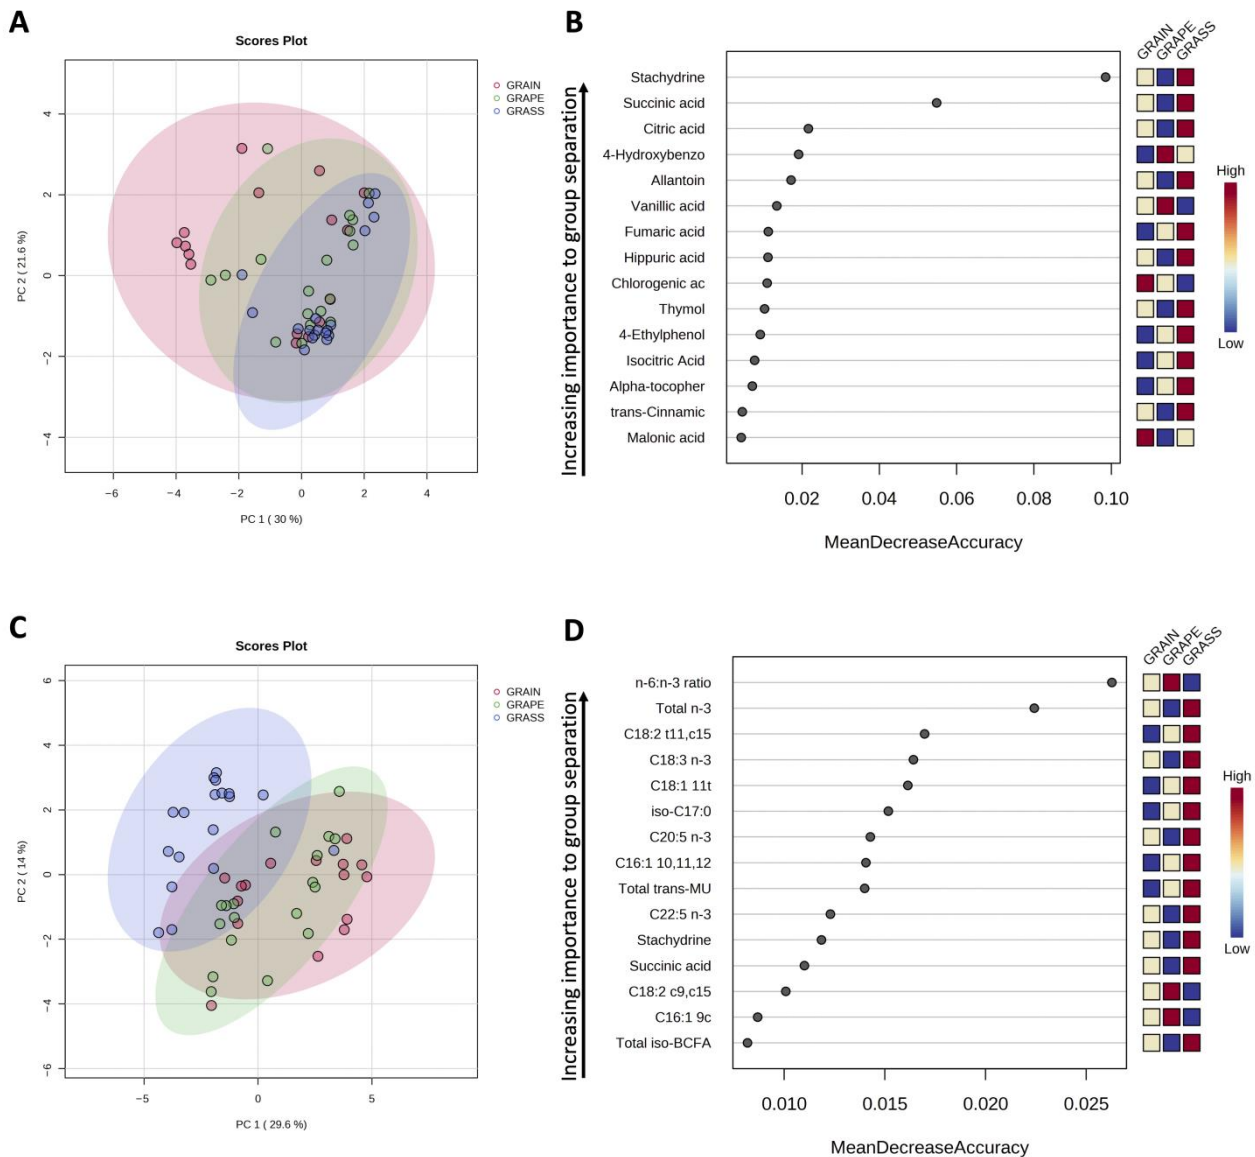 A
Scores Plot
GRAIN
GRAPE
GRASS
4
2
0
−2
−4
PC 2 ( 21.6 %)
−6
−4
−2
0
2
4
PC 1 ( 30 %)
B
Increasing importance to group separation
GRAIN
GRAPE
GRASS
Stachydrine
Succinic acid
Citric acid
4-Hydroxybenzo
Allantoin
Vanillic acid
Fumaric acid
Hippuric acid
Chlorogenic ac
Thymol
4-Ethylphenol
Isocitric Acid
Alpha-tocopher
trans-Cinnamic
Malonic acid
High
Low
0.02
0.04
0.06
0.08
0.10
MeanDecreaseAccuracy
C
Scores Plot
GRAIN
GRAPE
GRASS
6
4
2
0
−2
−4
−6
PC 2 ( 14 %)
−5
0
5
PC 1 ( 29.6 %)
D
Increasing importance to group separation
GRAIN
GRAPE
GRASS
n-6:n-3 ratio
Total n-3
C18:2 t11,c15
C18:3 n-3
C18:1 11t
iso-C17:0
C20:5 n-3
C16:1 10,11,12
Total trans-MU
C22:5 n-3
Stachydrine
Succinic acid
C18:2 c9,c15
C16:1 9c
Total iso-BCFA
High
Low
0.010
0.015
0.020
0.025
MeanDecreaseAccuracy